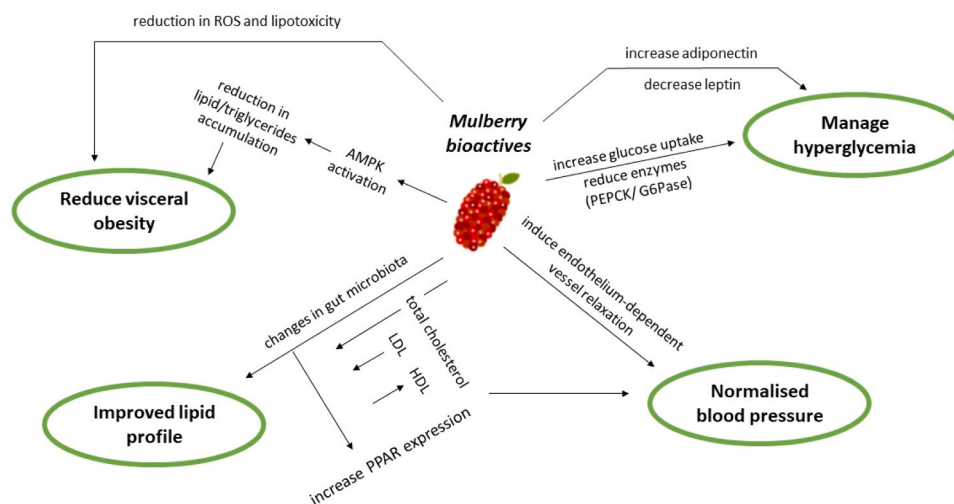 reduction in ROS and lipotoxicity
increase adiponectin
decrease leptin
reduction in
lipid/triglycerides
accumulation
Mulberry
bioactives
Manage
hyperglycemia
AMPK
activation
increase glucose uptake
reduce enzymes
(PEPCK/ G6Pase)
Reduce visceral
obesity
induce endothelium-dependent
vessel relaxation
changes in gut microbiota
total cholesterol
LDL
HDL
Improved lipid
profile
Normalised
blood pressure
increase PPAR expression